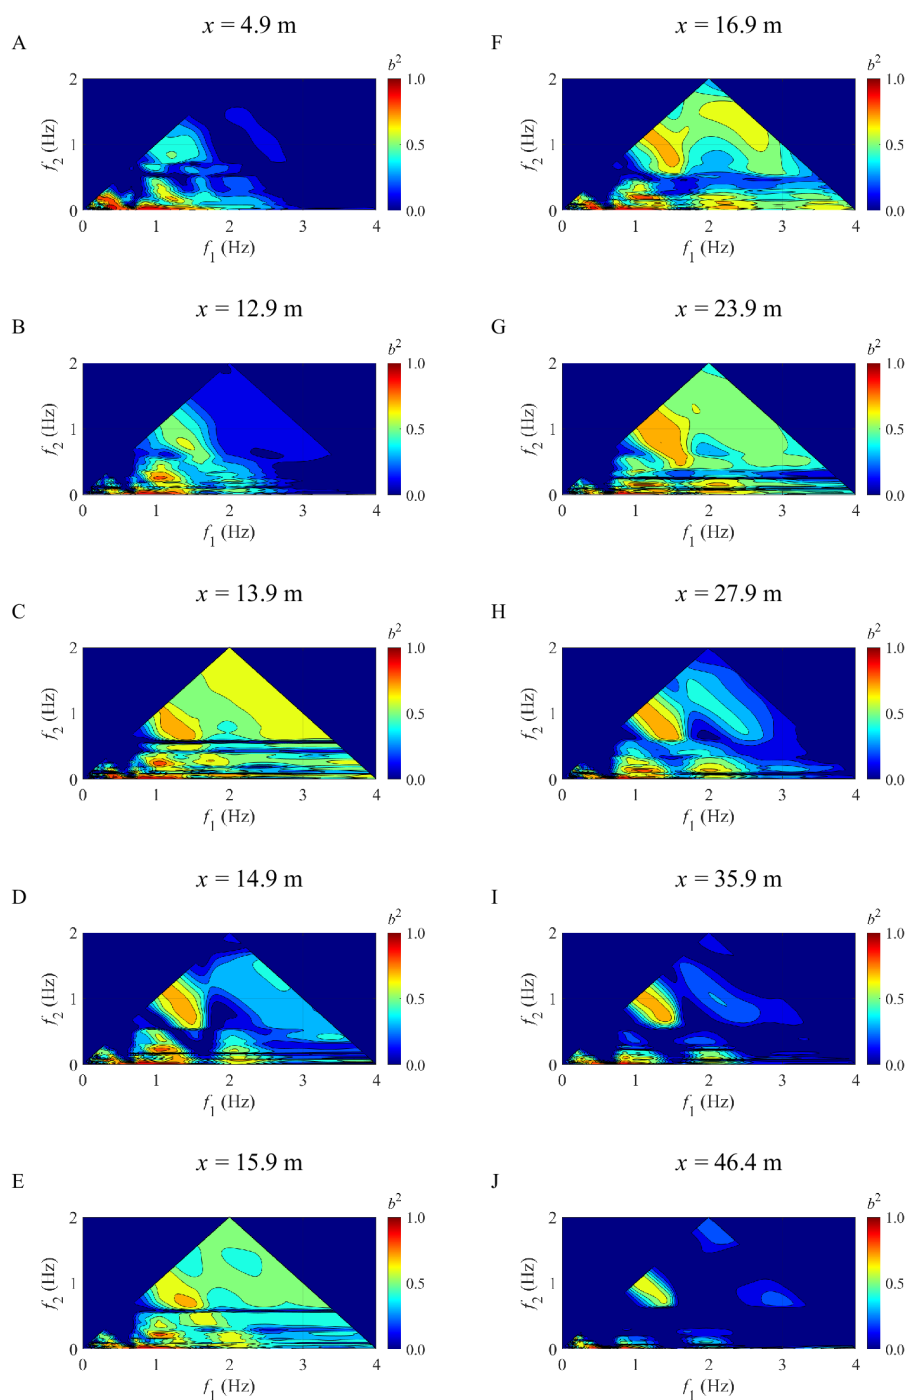 x = 4.9 m
A
b²
2
1
0
f₂ (Hz)
0 1 2 3 4
f₁ (Hz)
1.0
0.5
0.0
x = 12.9 m
B
b²
2
1
0
f₂ (Hz)
0 1 2 3 4
f₁ (Hz)
1.0
0.5
0.0
x = 13.9 m
C
b²
2
1
0
f₂ (Hz)
0 1 2 3 4
f₁ (Hz)
1.0
0.5
0.0
x = 14.9 m
D
b²
2
1
0
f₂ (Hz)
0 1 2 3 4
f₁ (Hz)
1.0
0.5
0.0
x = 15.9 m
E
b²
2
1
0
f₂ (Hz)
0 1 2 3 4
f₁ (Hz)
1.0
0.5
0.0
x = 16.9 m
F
b²
2
1
0
f₂ (Hz)
0 1 2 3 4
f₁ (Hz)
1.0
0.5
0.0
x = 23.9 m
G
b²
2
1
0
f₂ (Hz)
0 1 2 3 4
f₁ (Hz)
1.0
0.5
0.0
x = 27.9 m
H
b²
2
1
0
f₂ (Hz)
0 1 2 3 4
f₁ (Hz)
1.0
0.5
0.0
x = 35.9 m
I
b²
2
1
0
f₂ (Hz)
0 1 2 3 4
f₁ (Hz)
1.0
0.5
0.0
x = 46.4 m
J
b²
2
1
0
f₂ (Hz)
0 1 2 3 4
f₁ (Hz)
1.0
0.5
0.0